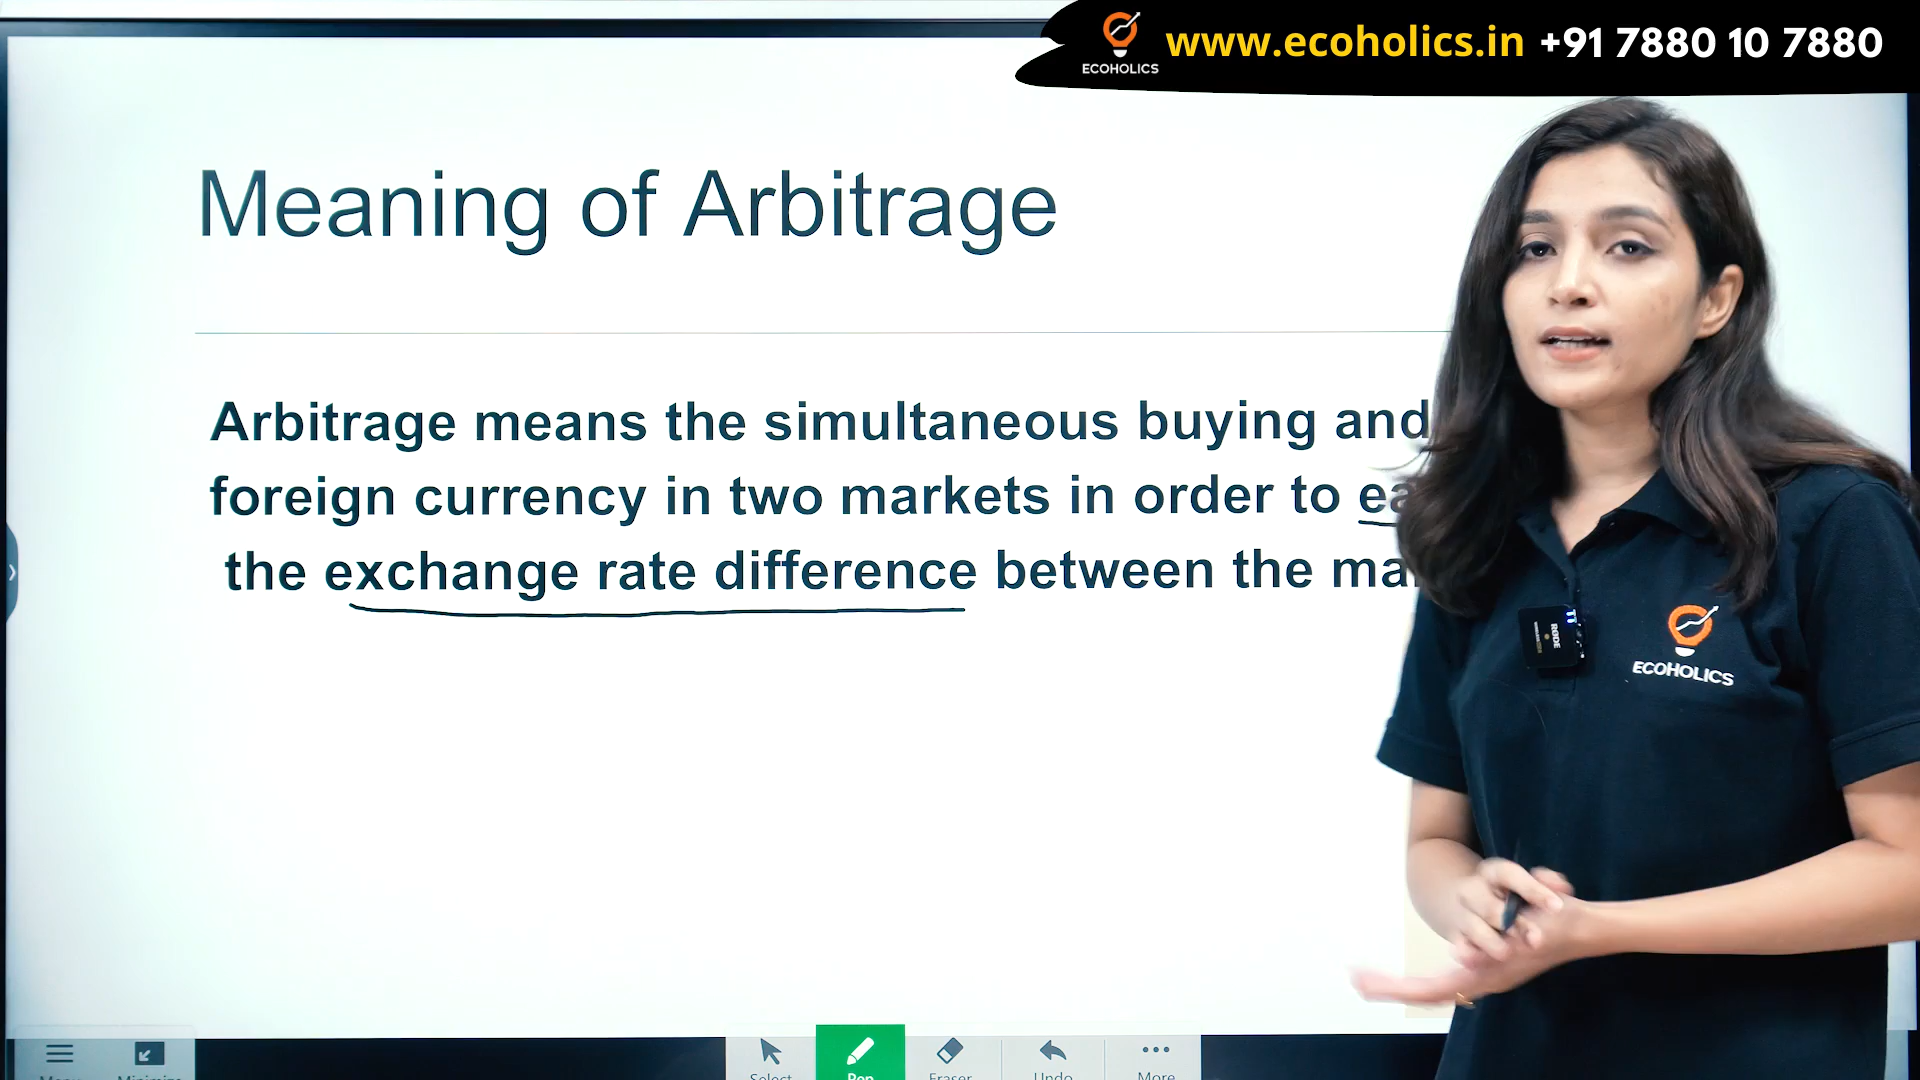 www.ecoholics.in +91 7880 10 7880
ECOHOLICS
Meaning of Arbitrage
Arbitrage means the simultaneous buying and
foreign currency in two markets in order to
the exchange rate difference between the
RØDE
ECOHOLICS
Select
Pen
Eraser
Undo
More